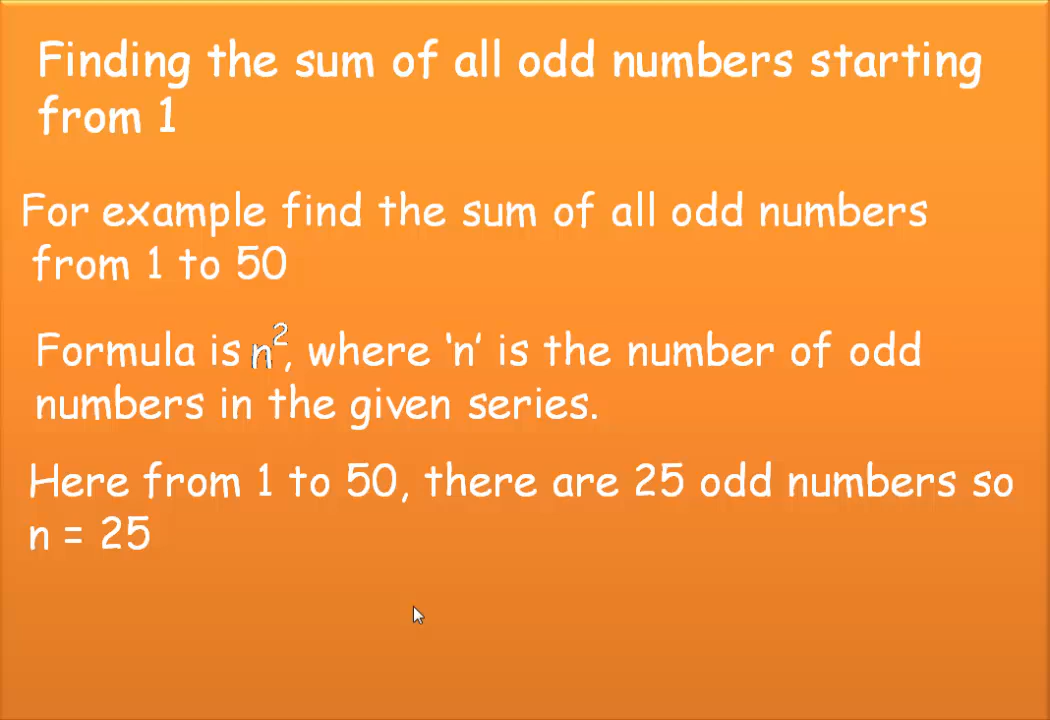 Finding the sum of all odd numbers starting
from 1
For example find the sum of all odd numbers
from 1 to 50
Formula is n², where ‘n’ is the number of odd
numbers in the given series.
Here from 1 to 50, there are 25 odd numbers so
n = 25